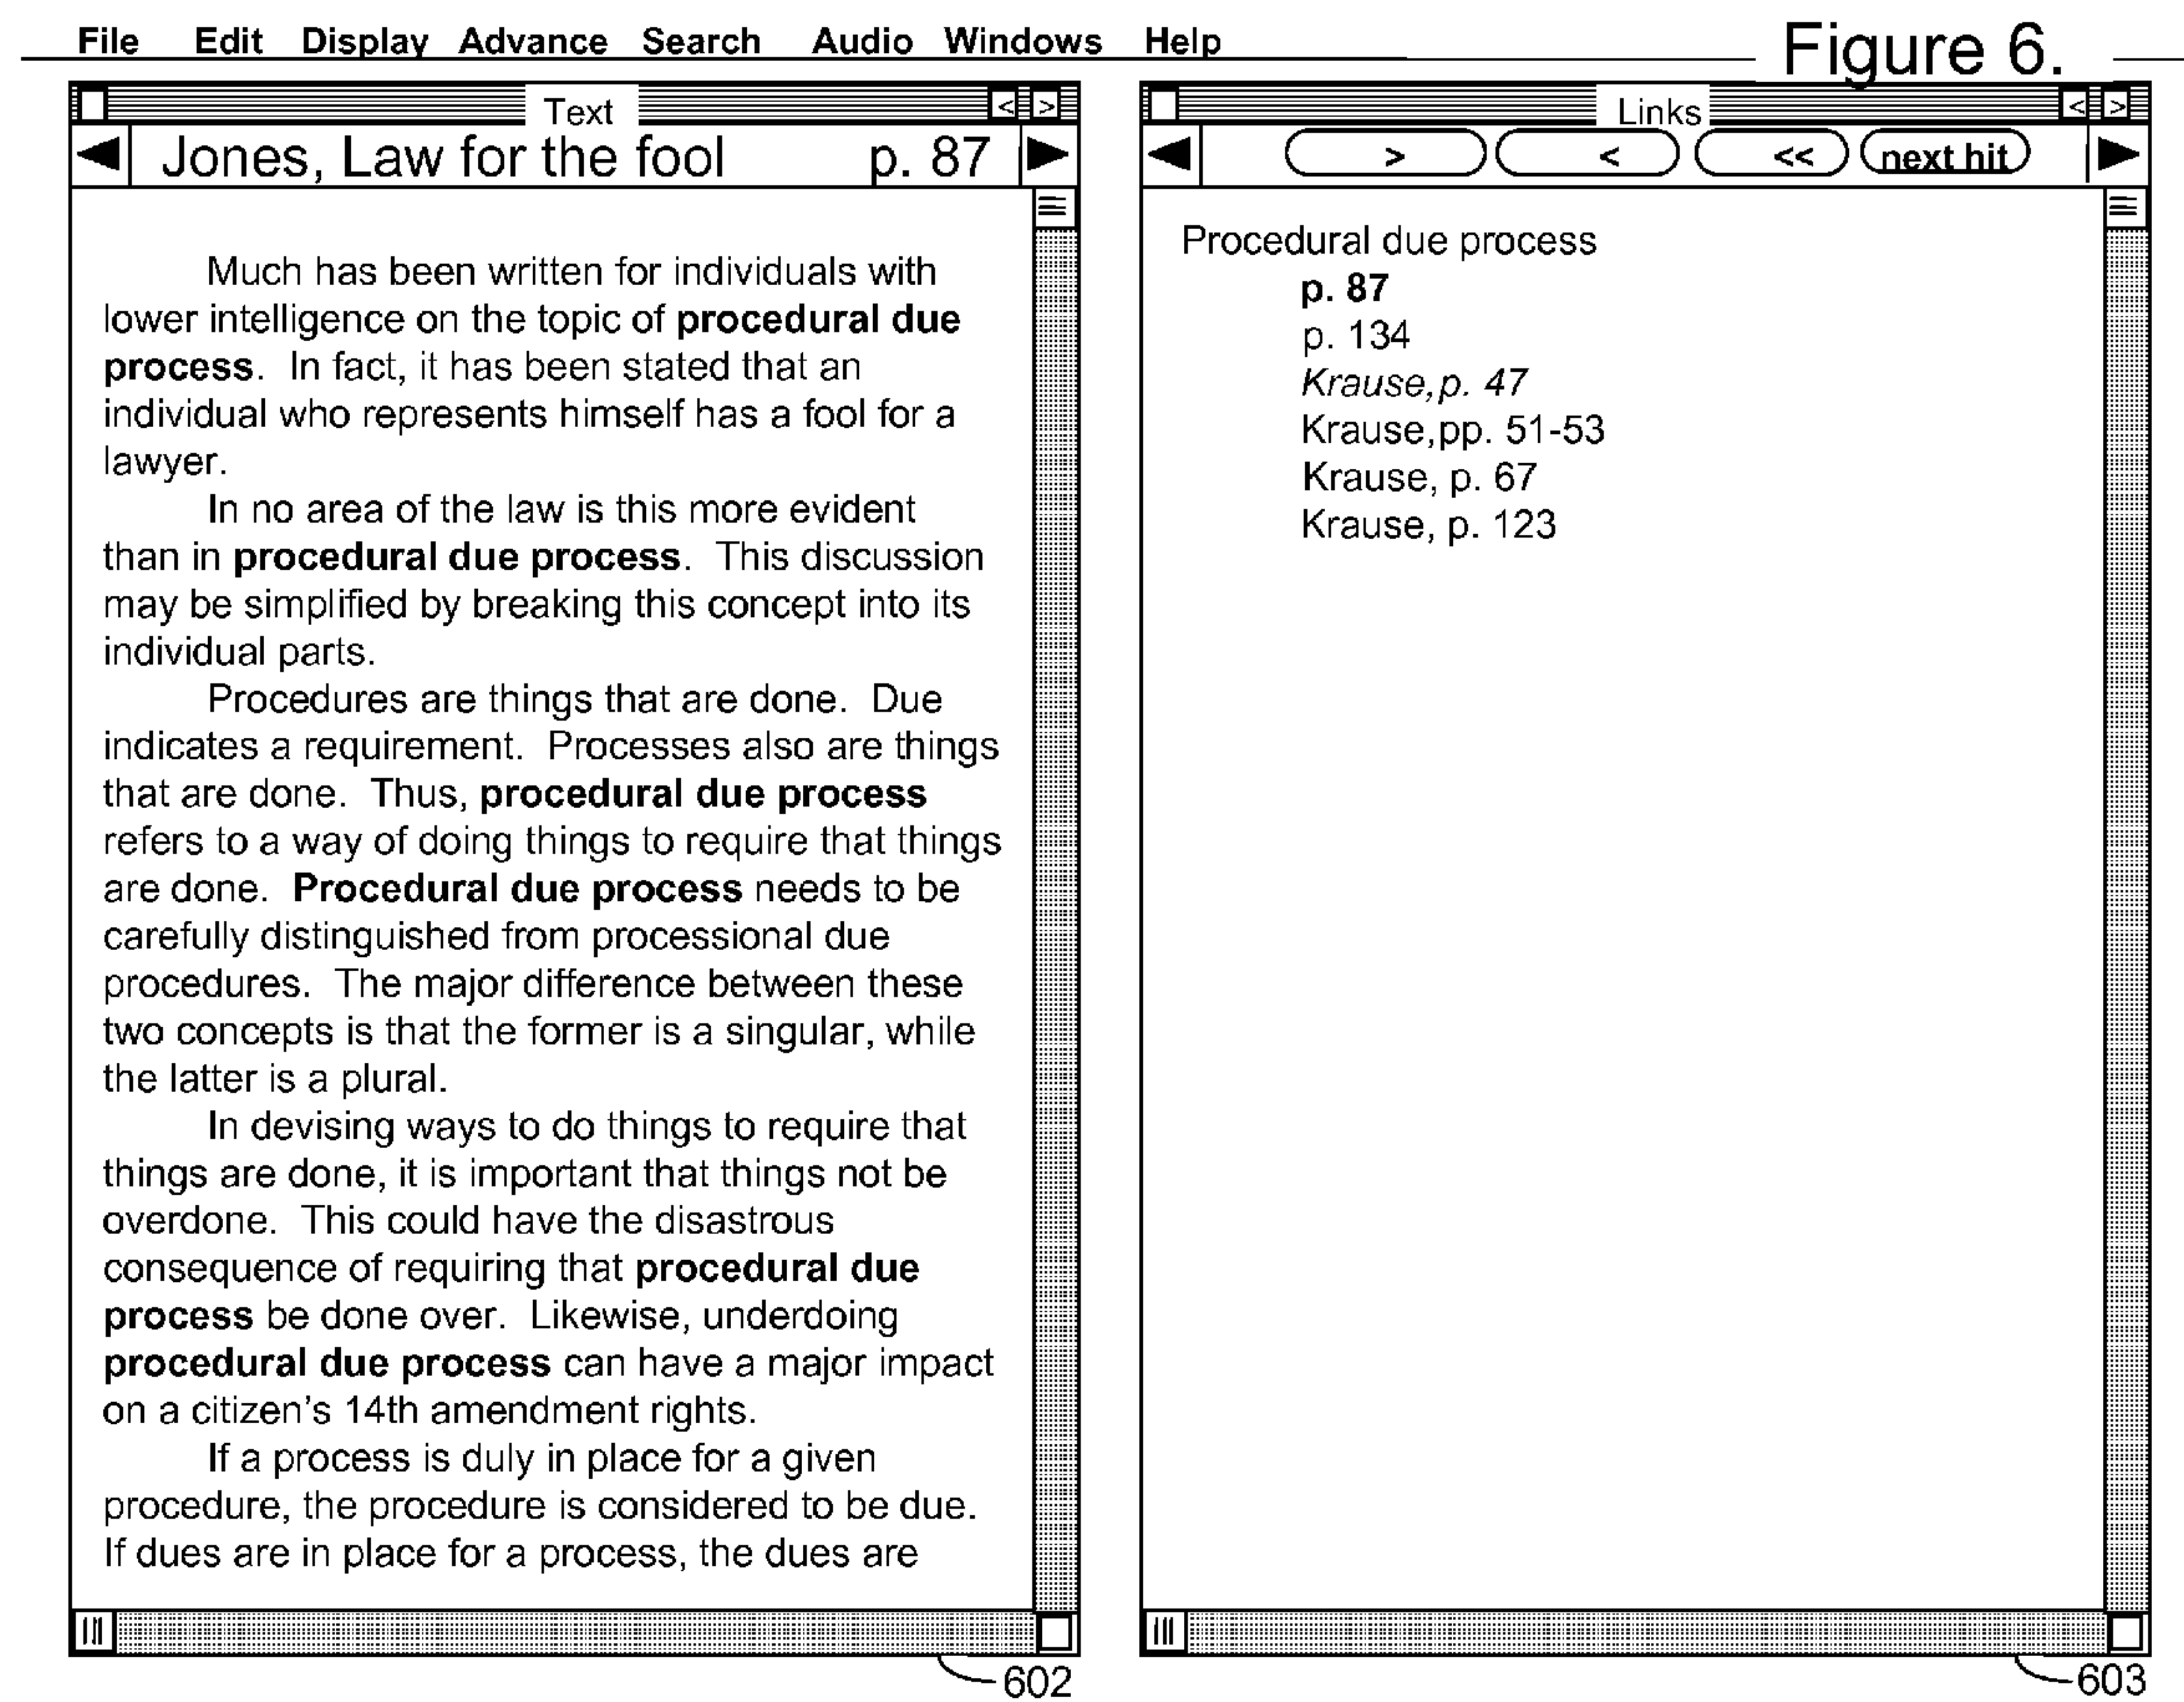 File Edit Display Advance Search Audio Windows Help
Figure 6.
Text < >
Jones, Law for the fool p. 87
Much has been written for individuals with
lower intelligence on the topic of procedural due
process. In fact, it has been stated that an
individual who represents himself has a fool for a
lawyer.
In no area of the law is this more evident
than in procedural due process. This discussion
may be simplified by breaking this concept into its
individual parts.
Procedures are things that are done. Due
indicates a requirement. Processes also are things
that are done. Thus, procedural due process
refers to a way of doing things to require that things
are done. Procedural due process needs to be
carefully distinguished from processional due
procedures. The major difference between these
two concepts is that the former is a singular, while
the latter is a plural.
In devising ways to do things to require that
things are done, it is important that things not be
overdone. This could have the disastrous
consequence of requiring that procedural due
process be done over. Likewise, underdoing
procedural due process can have a major impact
on a citizen's 14th amendment rights.
If a process is duly in place for a given
procedure, the procedure is considered to be due.
If dues are in place for a process, the dues are
602
Links < >
> < << next hit
Procedural due process
p. 87
p. 134
Krause,p. 47
Krause,pp. 51-53
Krause, p. 67
Krause, p. 123
603